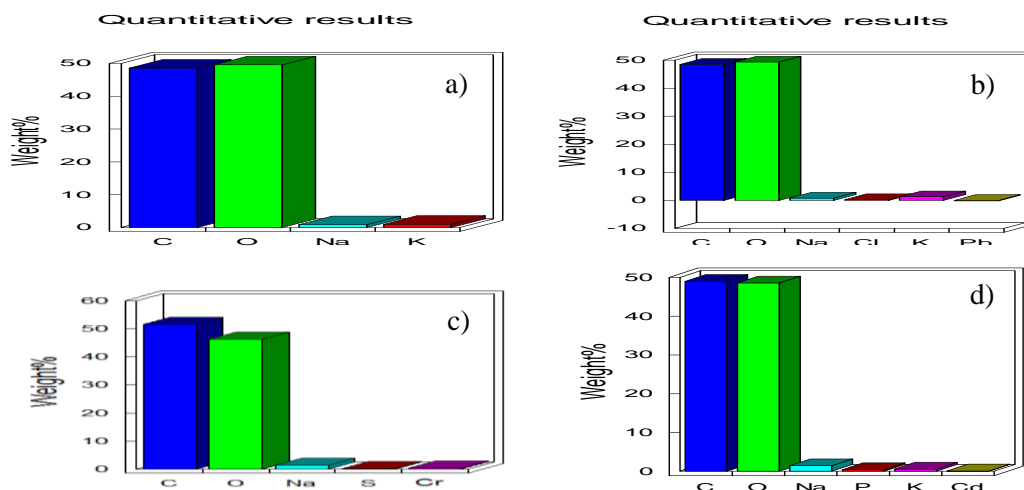 Quantitative results
50
40
30
20
10
0
Weight%
a)
C O Na K
Quantitative results
50
40
30
20
10
0
-10
Weight%
b)
C O Na Cl K Pb
60
50
40
30
20
10
0
Weight%
c)
C O Na S Cr
50
40
30
20
10
0
Weight%
d)
C O Na P K Cd